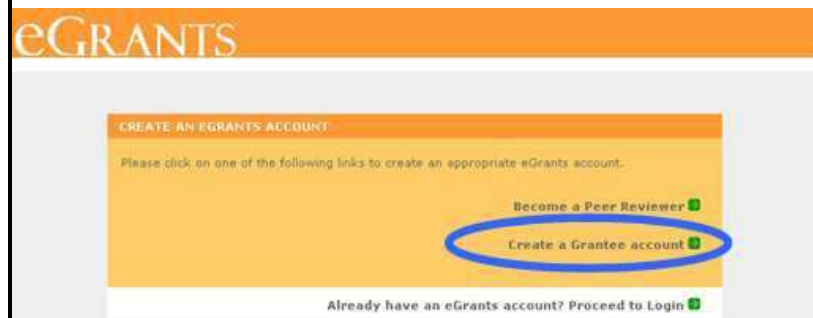 eGRANTS
CREATE AN EGRANTS ACCOUNT
Please click on one of the following links to create an appropriate eGrants account.
Become a Peer Reviewer
Create a Grantee account
Already have an eGrants account? Proceed to Login